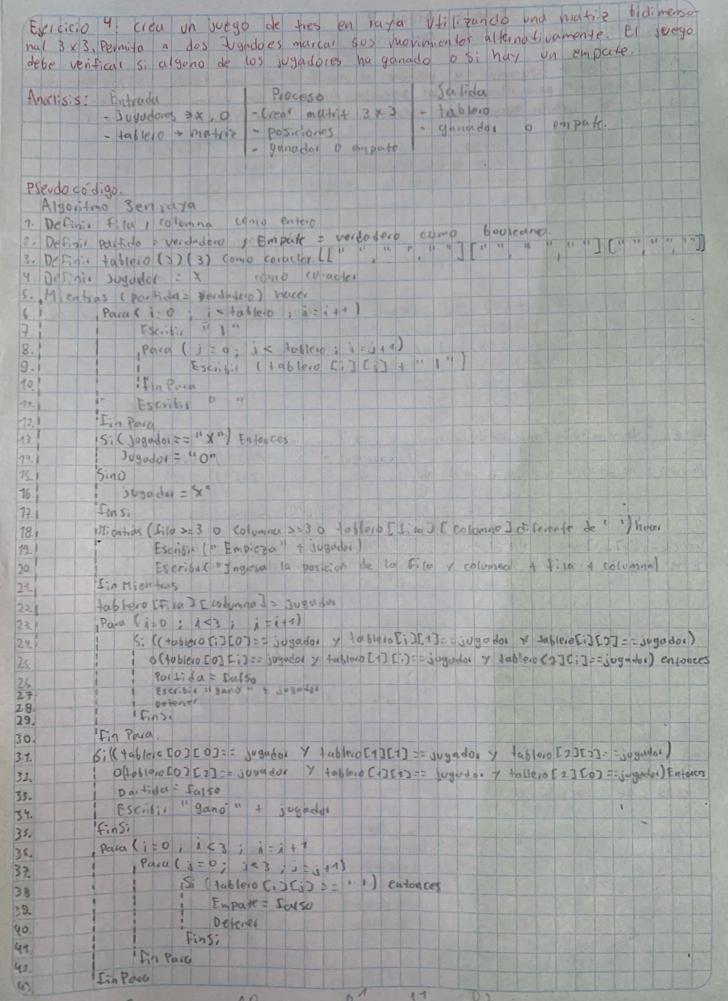 Ejercicio 4: Crea un juego de tres en raya utilizando una matriz bidimensio
nal 3x3. Permita a dos Jugadores marcar sus movimientos alternativamente. El juego
debe verificar si alguno de los jugadores ha ganado o si hay un empate.
Analisis: Entrada Proceso Salida
- Jugadores → x, 0 - Crear matriz 3x3 - tablero
- tablero → matriz - posiciones - ganador o empate.
- ganador o empate
Pseudocódigo.
Algoritmo 3enraya
1. Definir fila, columna como entero
2. Definir partida = verdadero y Empate = verdadero como booleano.
3. Definir tablero (3)(3) como caracter [[" ", " ", " "][" ", " ", " "][" ", " ", " "]]
4. Definir Jugador = x como caracter
5. Mientras (partida = verdadero) hacer
6 Para (i=0 ; i< tablero ; i=i+1)
7 Escribir "|"
8. Para (j=0; j< tablero; j=j+1)
9. Escribir (tablero [i][j] + "|")
10. Fin Para
11. Escribir " "
12. Fin Para
13 Si (Jugador == "X") Entonces
14. Jugador = "0"
15. Sino
16. Jugador = "x"
17. Finsi
18. Mientras (fila >= 3 o columna >= 3 o tablero [fila][columna] diferente de ' ') hacer
19. Escribir ("Empieza" + jugador)
20. Escribir ("Ingresa la posicion de la fila y columna + fila + columna)
21. Fin Mientras
22. tablero [fila][columna] = jugador
23. Para (i=0 ; i<3 ; i=i+1)
24. Si ((tablero[i][0] == jugador y tablero[i][1] == jugador y tablero[i][2] == jugador)
25. o (tablero [0][i] == jugador y tablero[1][i] == jugador y tablero [2][i] == jugador) entonces
26. Partida = falso
27. Escribir "gano" + jugador
28. Detener
29. finsi
30. Fin Para
31. Si ((tablero [0][0] == jugador y tablero[1][1] == jugador y tablero[2][2] == jugador)
32. o (tablero[0][2] == jugador y tablero [1][1] == jugador y tablero [2][0] == jugador) Entonces
33. Partida = falso
34. Escribir "gano" + jugador
35. FinSi
36. Para (i=0 ; i<3 ; i=i+1
37. Para (j=0; j<3 ; j=j+1)
38 Si (tablero [i][j] == ' ') entonces
39. Empate = falso
40. Detener
41. FinSi
42. Fin Para
43. Fin Para